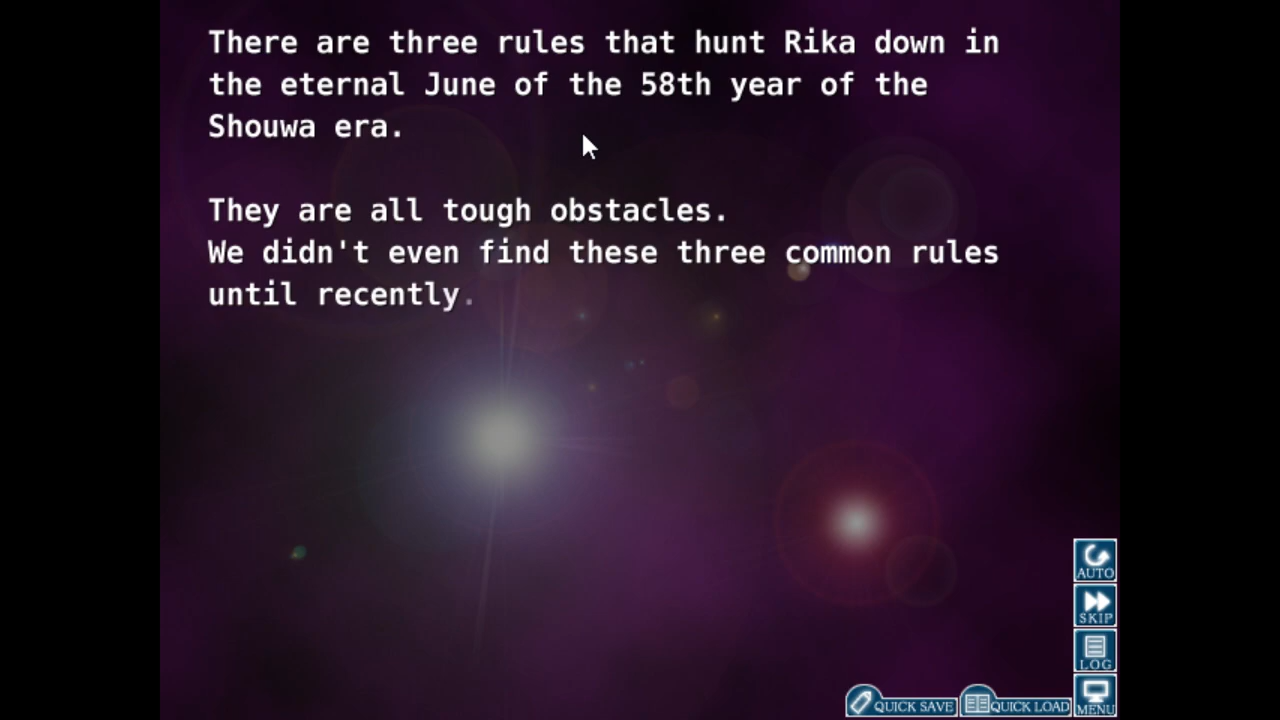 There are three rules that hunt Rika down in
the eternal June of the 58th year of the
Shouwa era.
They are all tough obstacles.
We didn't even find these three common rules
until recently.
AUTO
SKIP
LOG
QUICK SAVE
QUICK LOAD
MENU